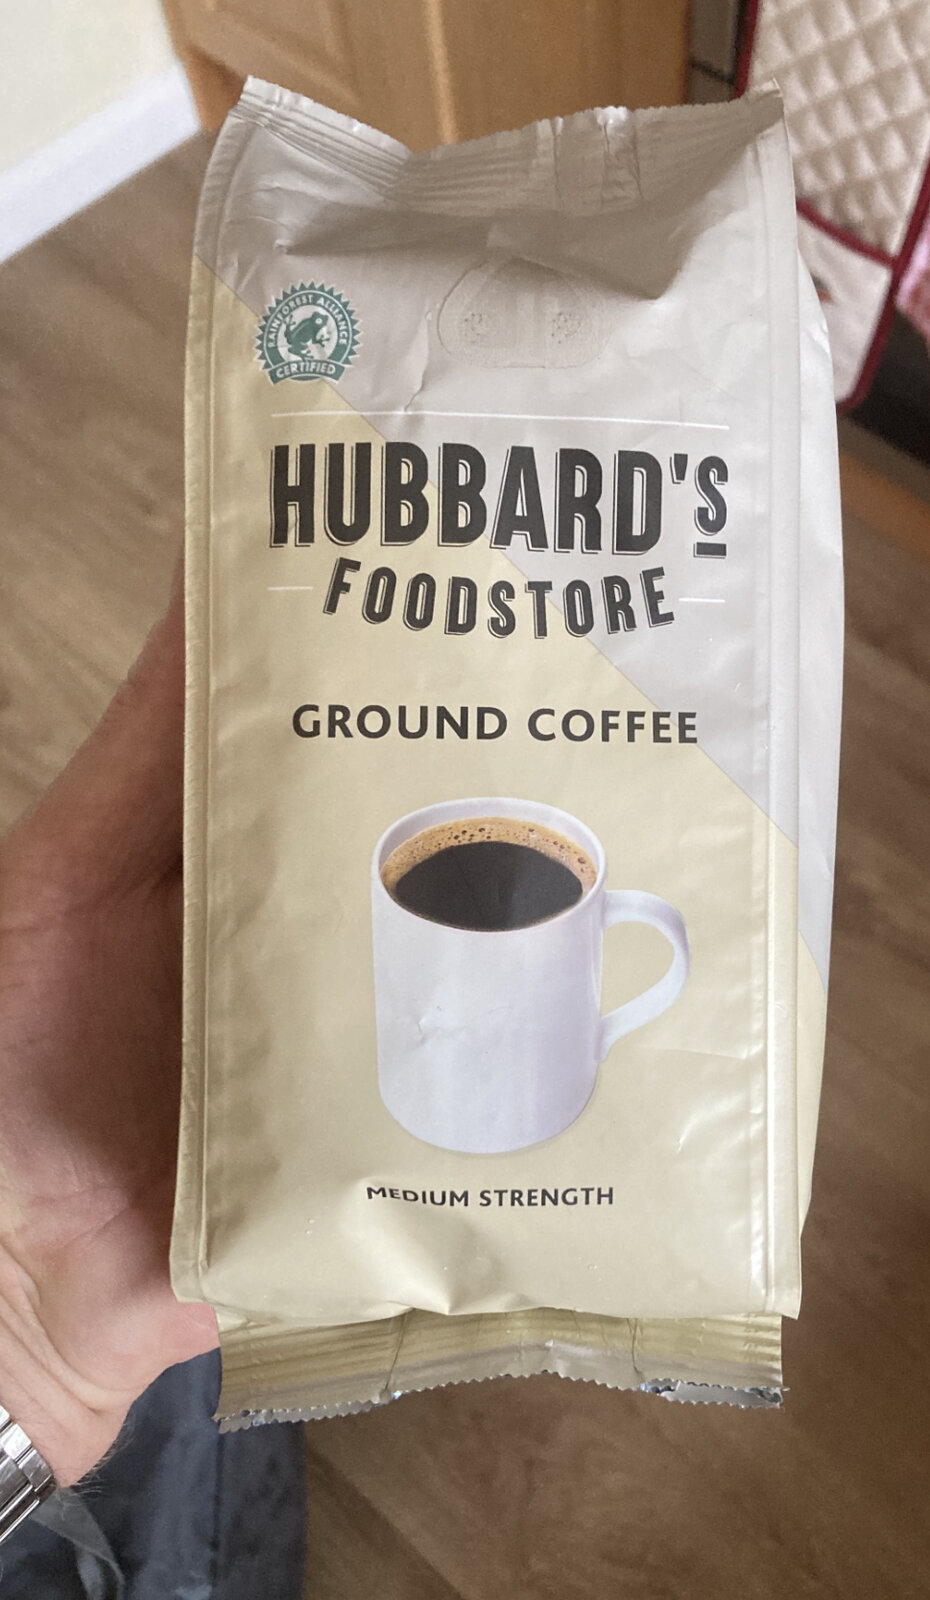 RAINFOREST ALLIANCE
CERTIFIED
HUBBARD'S
FOODSTORE
GROUND COFFEE
MEDIUM STRENGTH